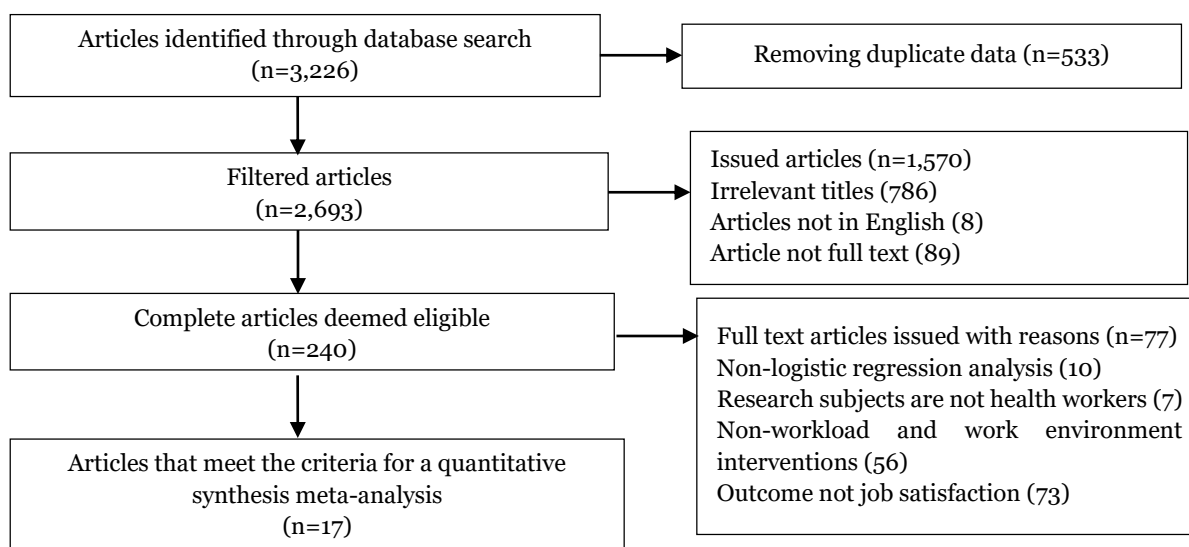 Articles identified through database search
(n=3,226)
Removing duplicate data (n=533)
Filtered articles
(n=2,693)
Issued articles (n=1,570)
Irrelevant titles (786)
Articles not in English (8)
Article not full text (89)
Complete articles deemed eligible
(n=240)
Full text articles issued with reasons (n=77)
Non-logistic regression analysis (10)
Research subjects are not health workers (7)
Non-workload and work environment
interventions (56)
Outcome not job satisfaction (73)
Articles that meet the criteria for a quantitative
synthesis meta-analysis
(n=17)